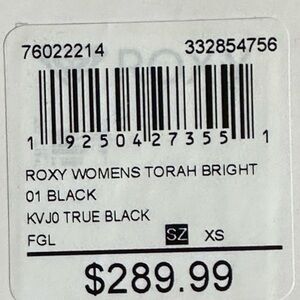 76022214 332854756
1 92504 27355 1
ROXY WOMENS TORAH BRIGHT
01 BLACK
KVJ0 TRUE BLACK
FGL SZ XS
$289.99